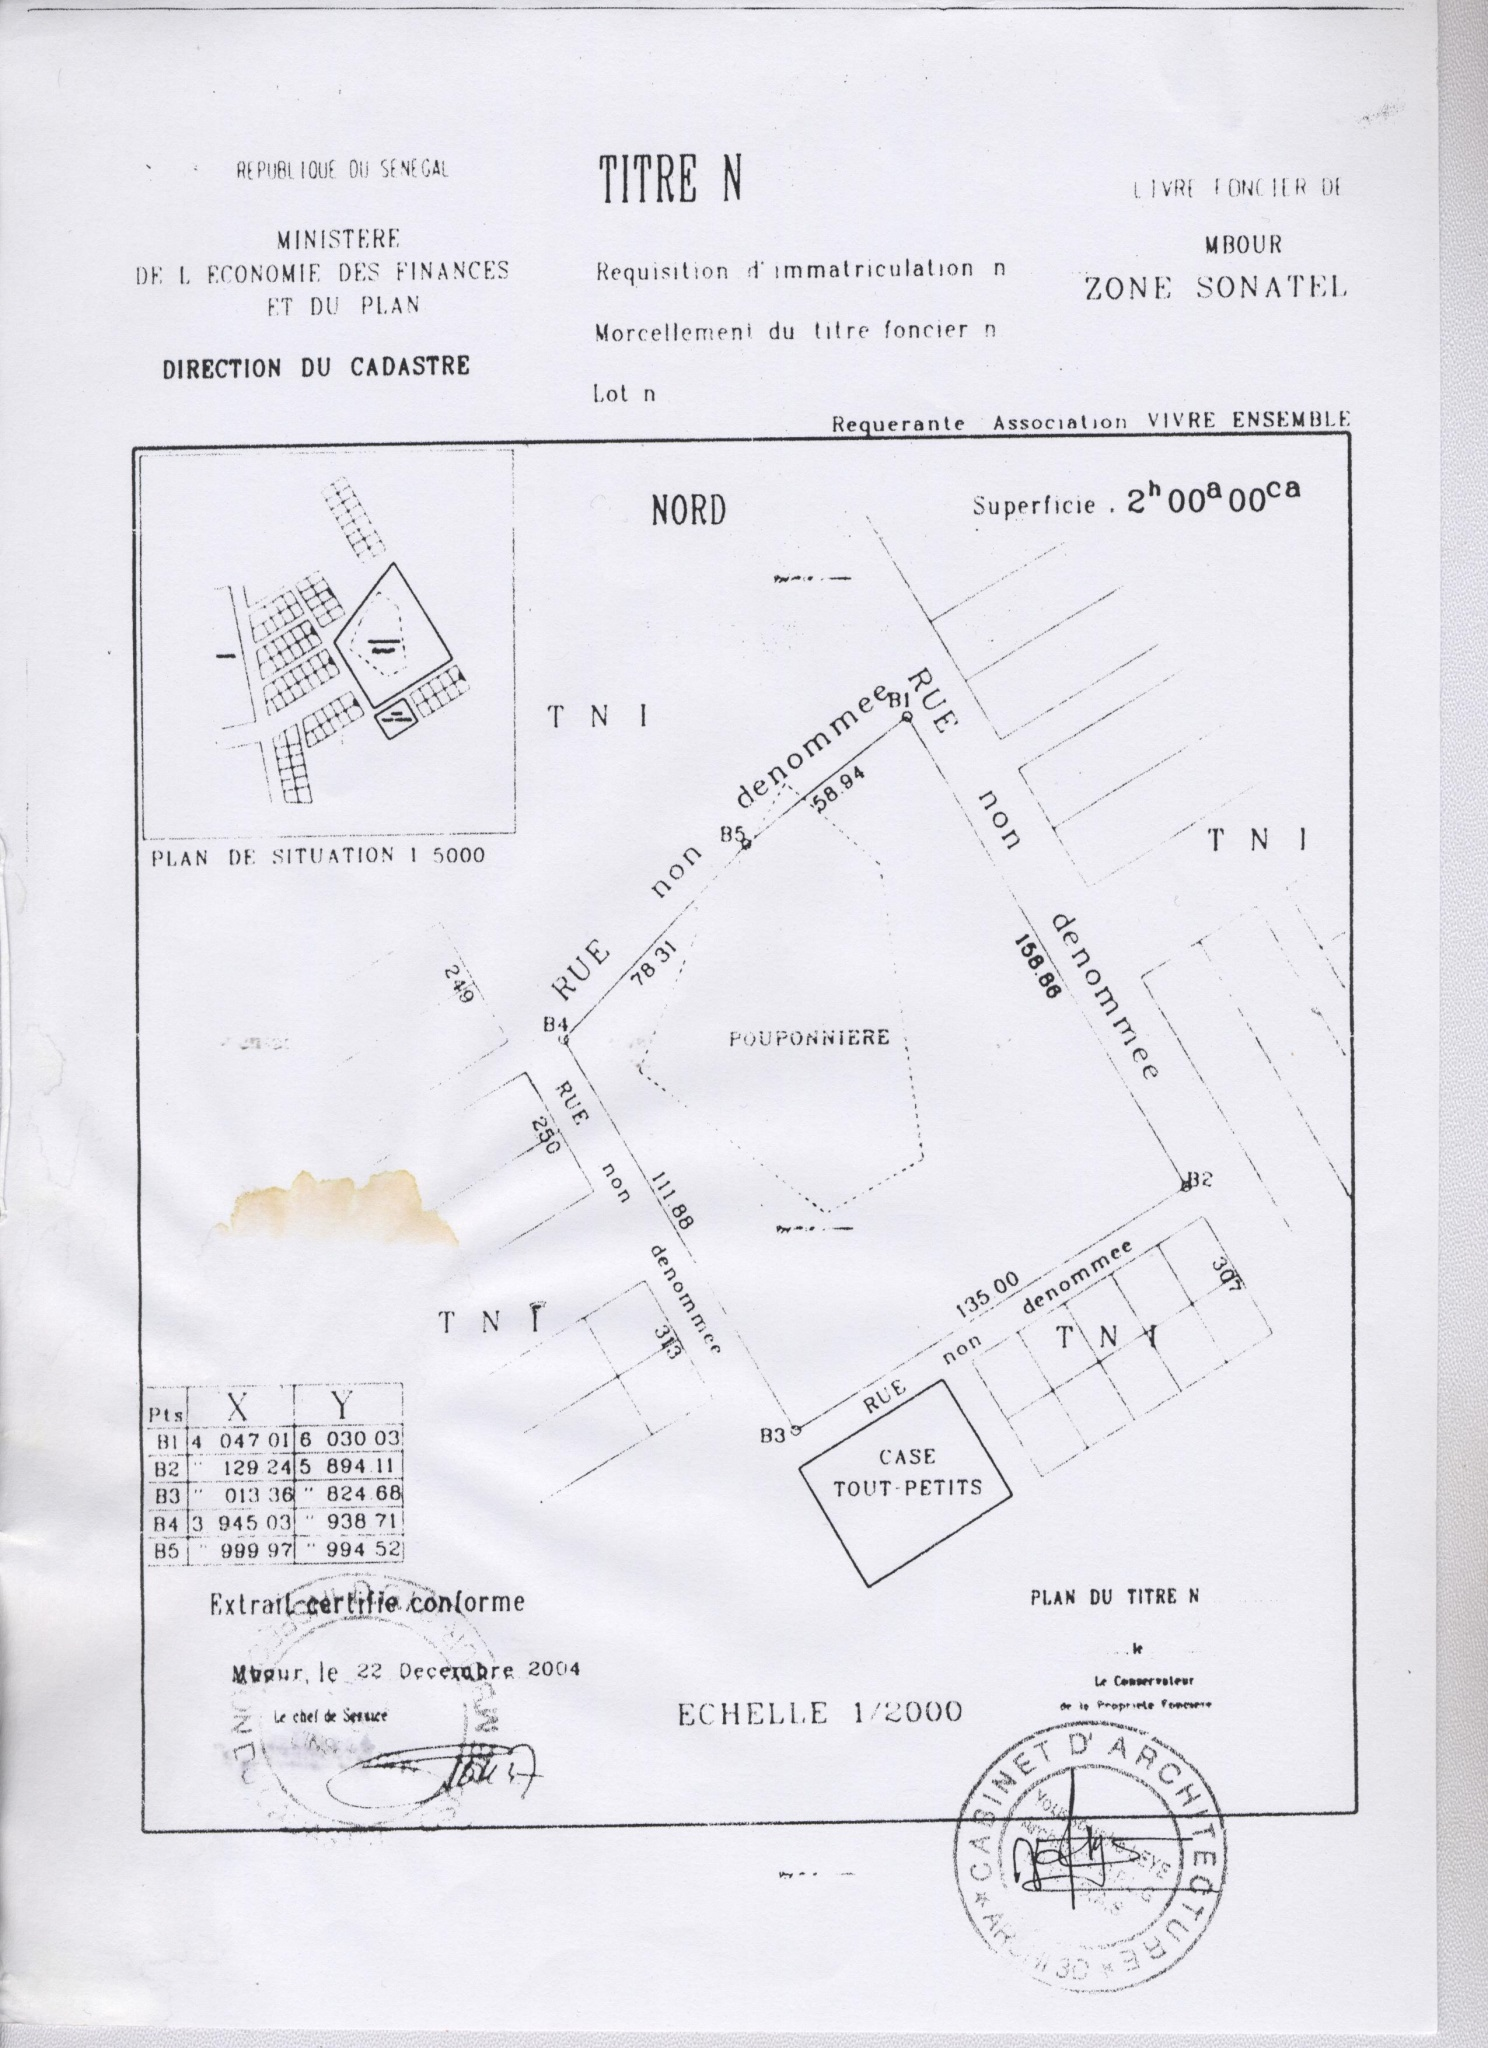 REPUBLIQUE DU SENEGAL
MINISTERE
DE L ECONOMIE DES FINANCES
ET DU PLAN
DIRECTION DU CADASTRE
TITRE N
Requisition d'immatriculation n
Morcellement du titre foncier n
Lot n
LIVRE FONCIER DE
MBOUR
ZONE SONATEL
Requerante Association VIVRE ENSEMBLE
NORD
Superficie . 2h 00a 00ca
PLAN DE SITUATION 1 5000
T N I
RUE non denommee
B1
58.94
B5
78.31
B4
RUE non denommee
158.86
T N I
249
250
POUPONNIERE
RUE non denommee
111.88
B2
T N I
313
135.00
RUE non denommee
T N I
307
B3
CASE
TOUT-PETITS
Pts X Y
B1 4 047 01 6 030 03
B2 " 129 24 5 894.11
B3 " 013 36 " 824.68
B4 3 945 03 " 938 71
B5 " 999 97 " 994 52
Extrait certifie conforme
Mbour, le 22 Decembre 2004
Le chef de Service
ECHELLE 1/2000
PLAN DU TITRE N
le
Le Conservateur
de la Propriete Fonciere
CABINET D'ARCHITECTURE
ARCHI 3D